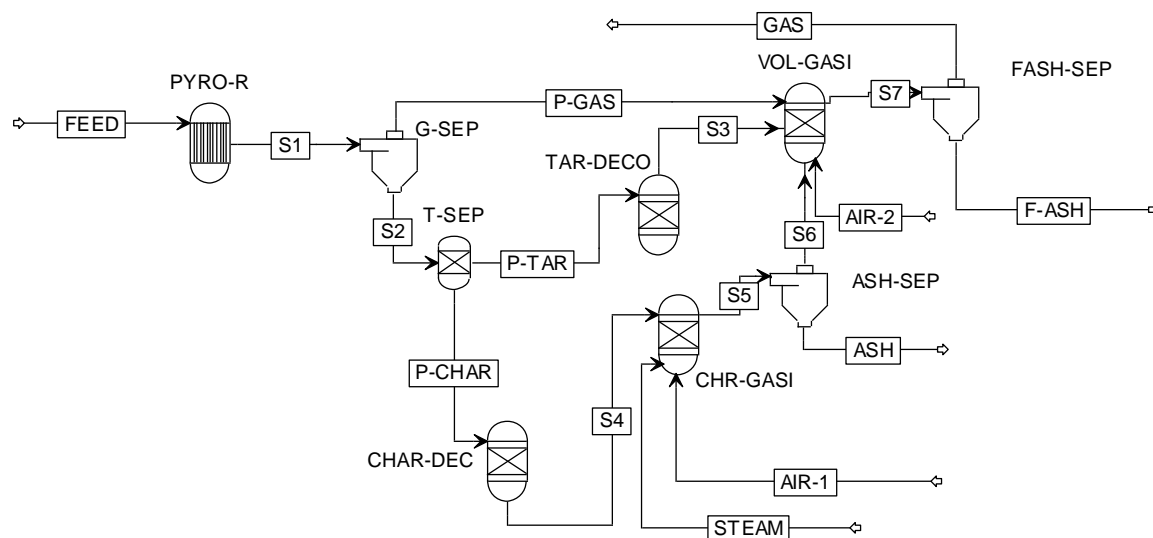 GAS
VOL-GASI
FASH-SEP
PYRO-R
S7
P-GAS
FEED
G-SEP
S3
S1
TAR-DECO
T-SEP
F-ASH
AIR-2
S2
S6
P-TAR
ASH-SEP
S5
ASH
P-CHAR
CHR-GASI
S4
CHAR-DEC
AIR-1
STEAM